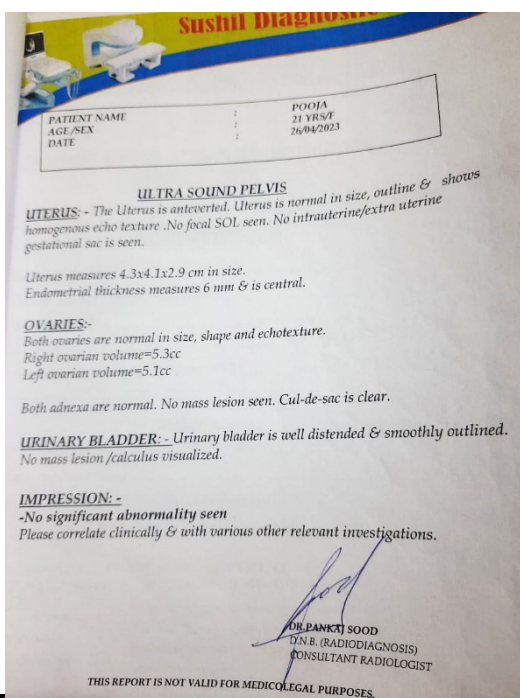 Sushil Diagnostic
PATIENT NAME : POOJA
AGE/SEX : 21 YRS/F
DATE : 26/04/2023
ULTRA SOUND PELVIS
UTERUS: - The Uterus is anteverted. Uterus is normal in size, outline & shows
homogenous echo texture .No focal SOL seen. No intrauterine/extra uterine
gestational sac is seen.
Uterus measures 4.3x4.1x2.9 cm in size.
Endometrial thickness measures 6 mm & is central.
OVARIES:-
Both ovaries are normal in size, shape and echotexture.
Right ovarian volume=5.3cc
Left ovarian volume=5.1cc
Both adnexa are normal. No mass lesion seen. Cul-de-sac is clear.
URINARY BLADDER: - Urinary bladder is well distended & smoothly outlined.
No mass lesion /calculus visualized.
IMPRESSION: -
-No significant abnormality seen
Please correlate clinically & with various other relevant investigations.
DR.PANKAJ SOOD
D.N.B. (RADIODIAGNOSIS)
CONSULTANT RADIOLOGIST
THIS REPORT IS NOT VALID FOR MEDICOLEGAL PURPOSES.